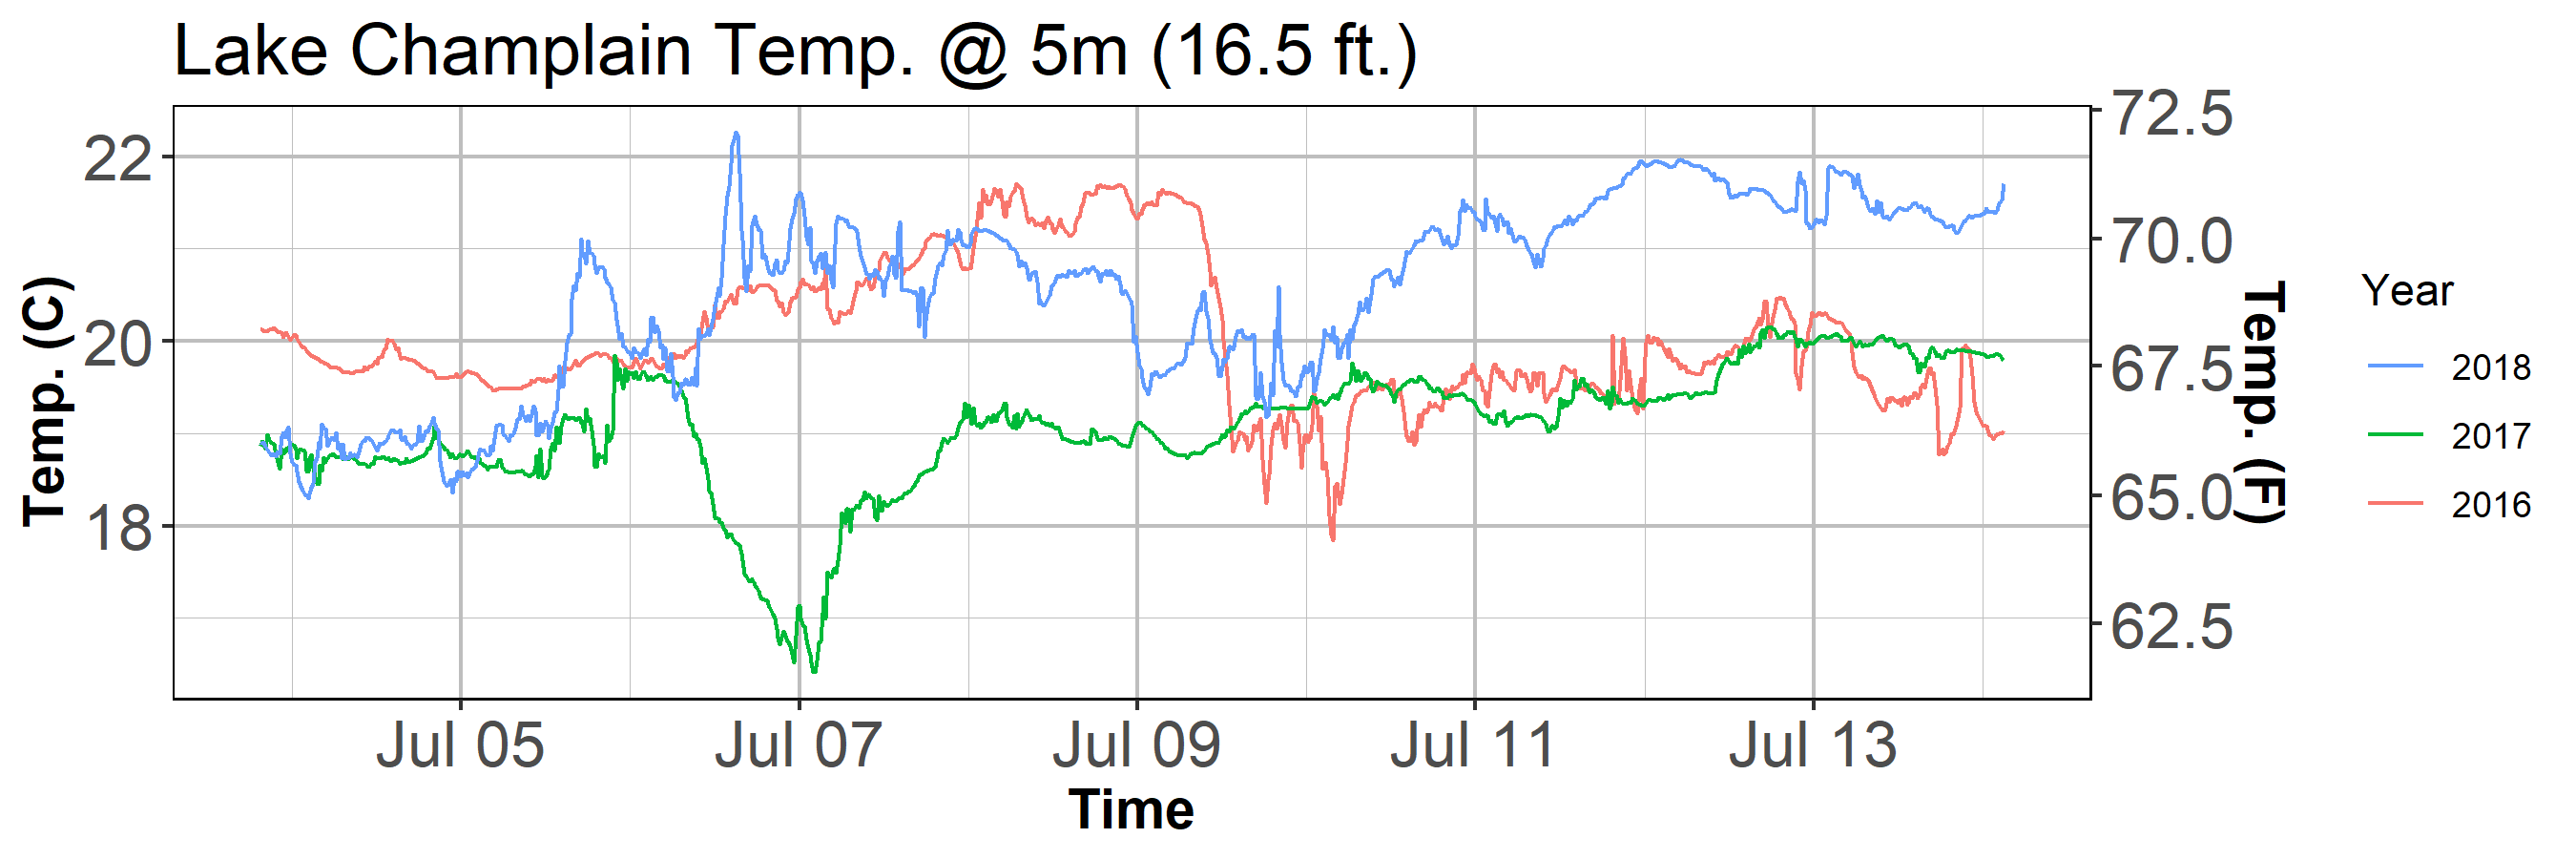 Lake Champlain Temp. @ 5m (16.5 ft.)
Temp. (C)
22
20
18
72.5
70.0
67.5
65.0
62.5
Temp. (F)
Jul 05
Jul 07
Jul 09
Jul 11
Jul 13
Time
Year
2018
2017
2016